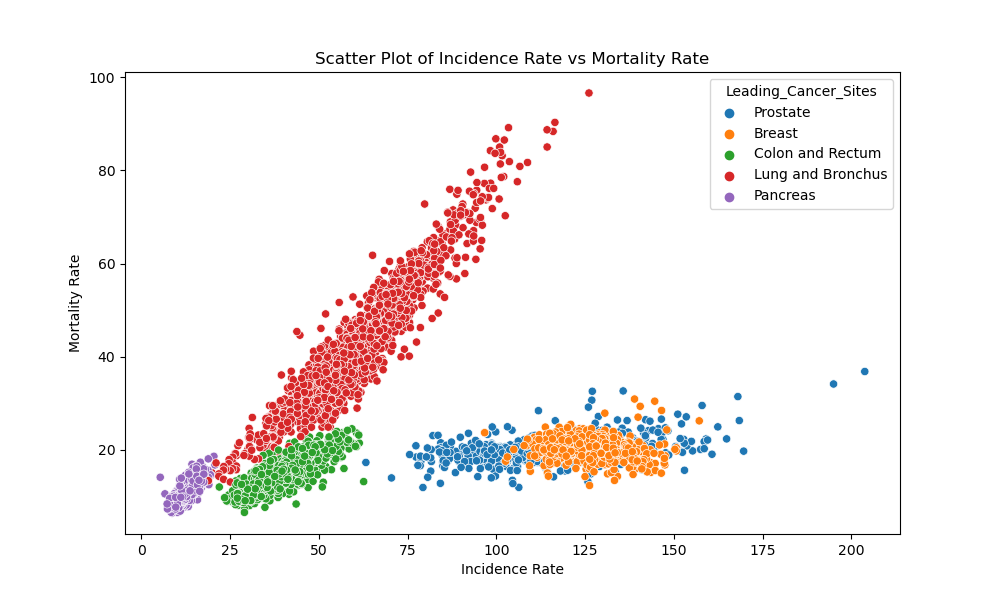 Scatter Plot of Incidence Rate vs Mortality Rate
Leading_Cancer_Sites
Prostate
Breast
Colon and Rectum
Lung and Bronchus
Pancreas
Mortality Rate
100
80
60
40
20
0 25 50 75 100 125 150 175 200
Incidence Rate